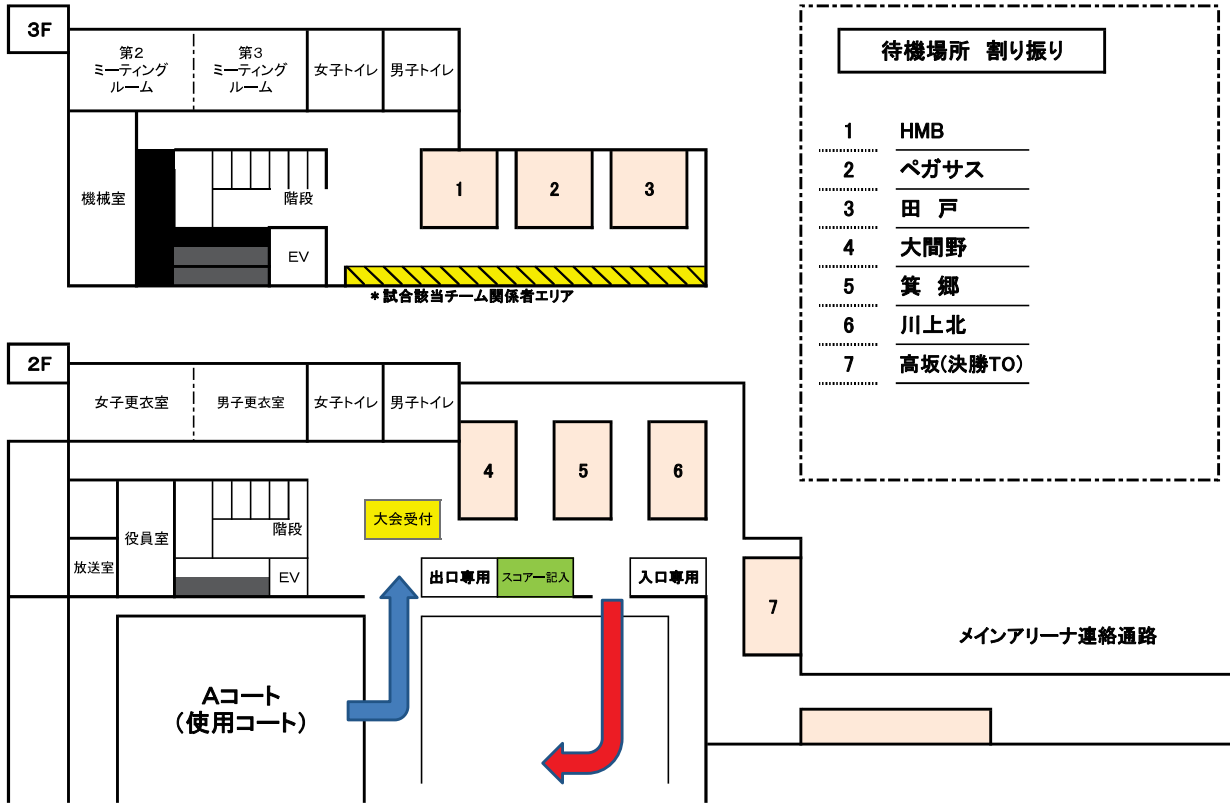 3F
第2
ミーティング
ルーム
第3
ミーティング
ルーム
女子トイレ
男子トイレ
機械室
階段
EV
1
2
3
*試合該当チーム関係者エリア
待機場所 割り振り
1 HMB
2 ペガサス
3 田 戸
4 大間野
5 箕 郷
6 川上北
7 高坂(決勝TO)
2F
女子更衣室
男子更衣室
女子トイレ
男子トイレ
4
5
6
大会受付
役員室
階段
放送室
EV
出口専用
スコアー記入
入口専用
7
メインアリーナ連絡通路
Aコート
(使用コート)